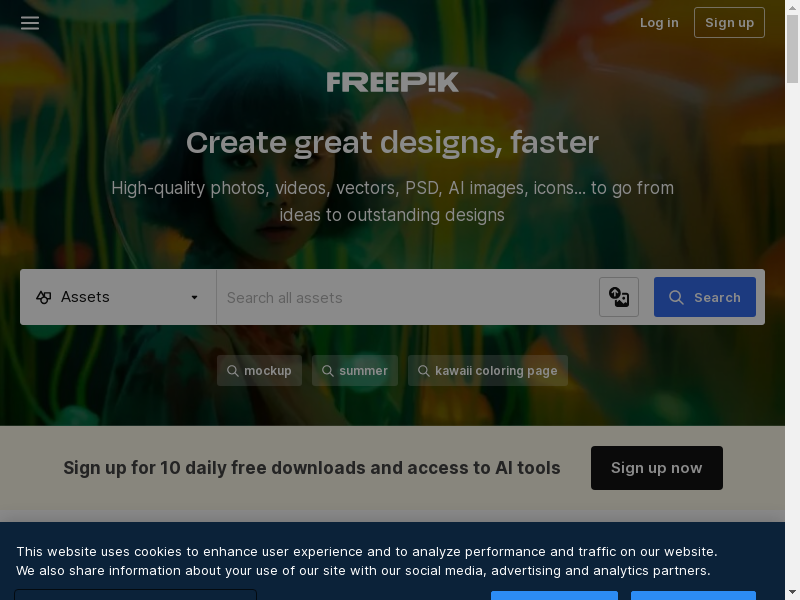 Log in
Sign up
FREEPIK
Create great designs, faster
High-quality photos, videos, vectors, PSD, AI images, icons... to go from
ideas to outstanding designs
Assets
Search all assets
Search
mockup
summer
kawaii coloring page
Sign up for 10 daily free downloads and access to AI tools
Sign up now
This website uses cookies to enhance user experience and to analyze performance and traffic on our website.
We also share information about your use of our site with our social media, advertising and analytics partners.